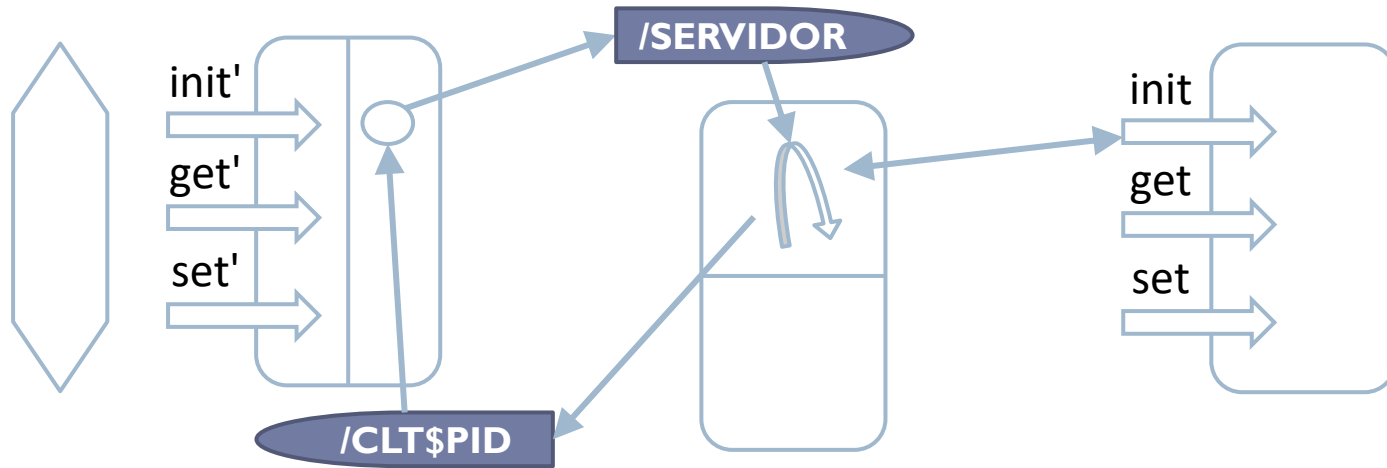 /SERVIDOR
init'
get'
set'
init
get
set
/CLT$PID